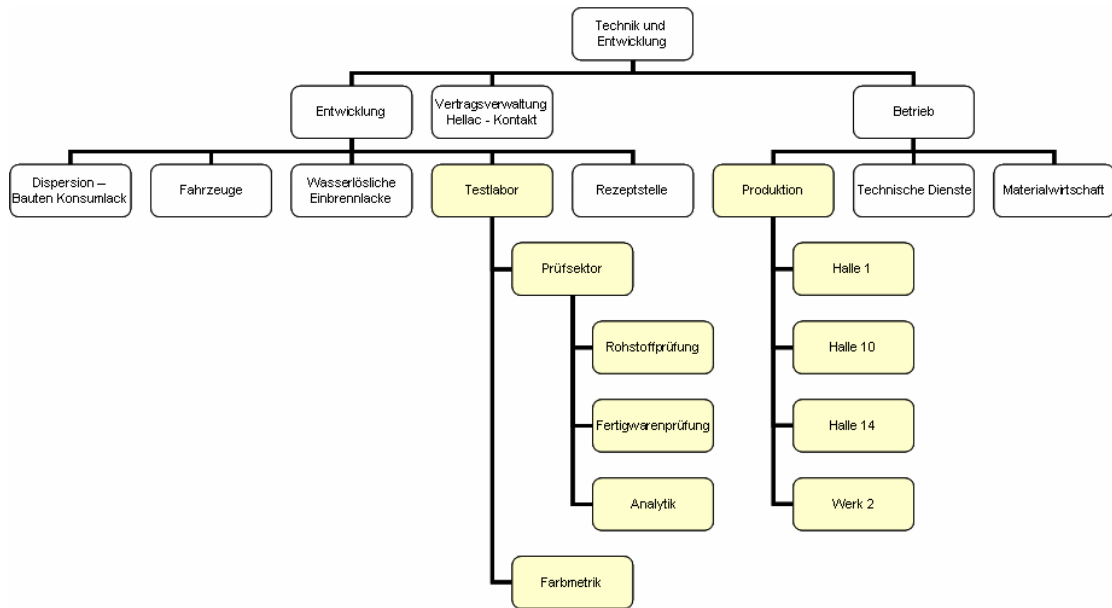 Technik und
Entwicklung
Entwicklung
Vertragsverwaltung
Hellac - Kontakt
Betrieb
Dispersion –
Bauten Konsumlack
Fahrzeuge
Wasserlösliche
Einbrennlacke
Testlabor
Rezeptstelle
Produktion
Technische Dienste
Materialwirtschaft
Prüfsektor
Halle 1
Rohstoffprüfung
Halle 10
Fertigwarenprüfung
Halle 14
Analytik
Werk 2
Farbmetrik